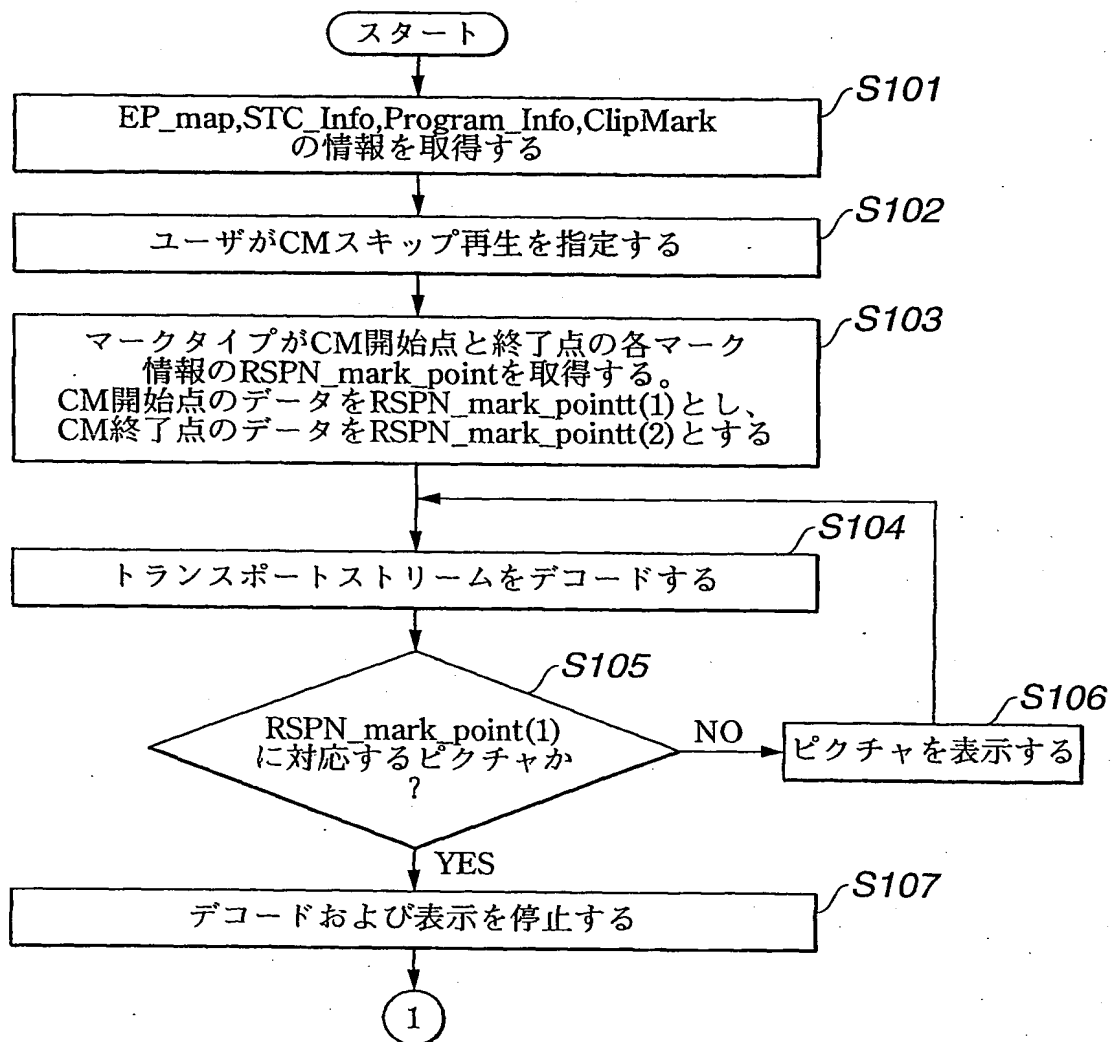 スタート
S101
EP_map,STC_Info,Program_Info,ClipMark
の情報を取得する
S102
ユーザがCMスキップ再生を指定する
S103
マークタイプがCM開始点と終了点の各マーク
情報のRSPN_mark_pointを取得する。
CM開始点のデータをRSPN_mark_pointt(1)とし、
CM終了点のデータをRSPN_mark_pointt(2)とする
S104
トランスポートストリームをデコードする
S105
RSPN_mark_point(1)
に対応するピクチャか
?
NO
S106
ピクチャを表示する
YES
S107
デコードおよび表示を停止する
1